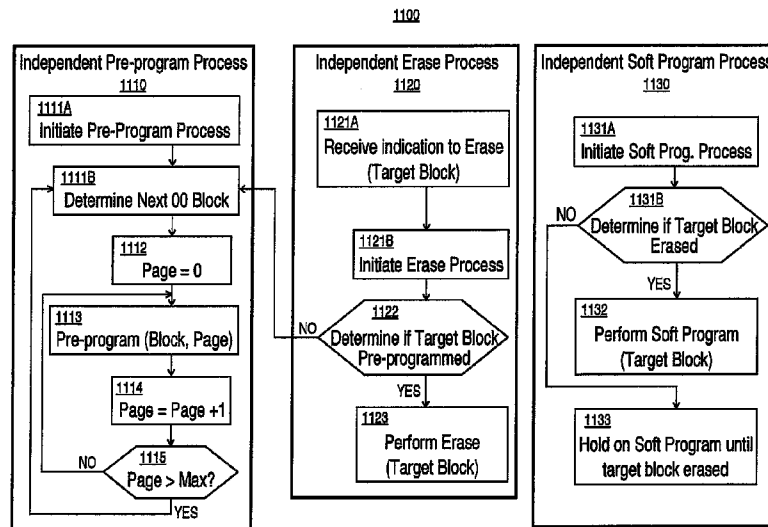 1100
Independent Pre-program Process
1110
1111A
Initiate Pre-Program Process
1111B
Determine Next 00 Block
1112
Page = 0
1113
Pre-program (Block, Page)
1114
Page = Page +1
1115
Page > Max?
NO
YES
Independent Erase Process
1120
1121A
Receive indication to Erase
(Target Block)
1121B
Initiate Erase Process
1122
Determine if Target Block
Pre-programmed
NO
YES
1123
Perform Erase
(Target Block)
Independent Soft Program Process
1130
1131A
Initiate Soft Prog. Process
1131B
Determine if Target Block
Erased
NO
YES
1132
Perform Soft Program
(Target Block)
1133
Hold on Soft Program until
target block erased